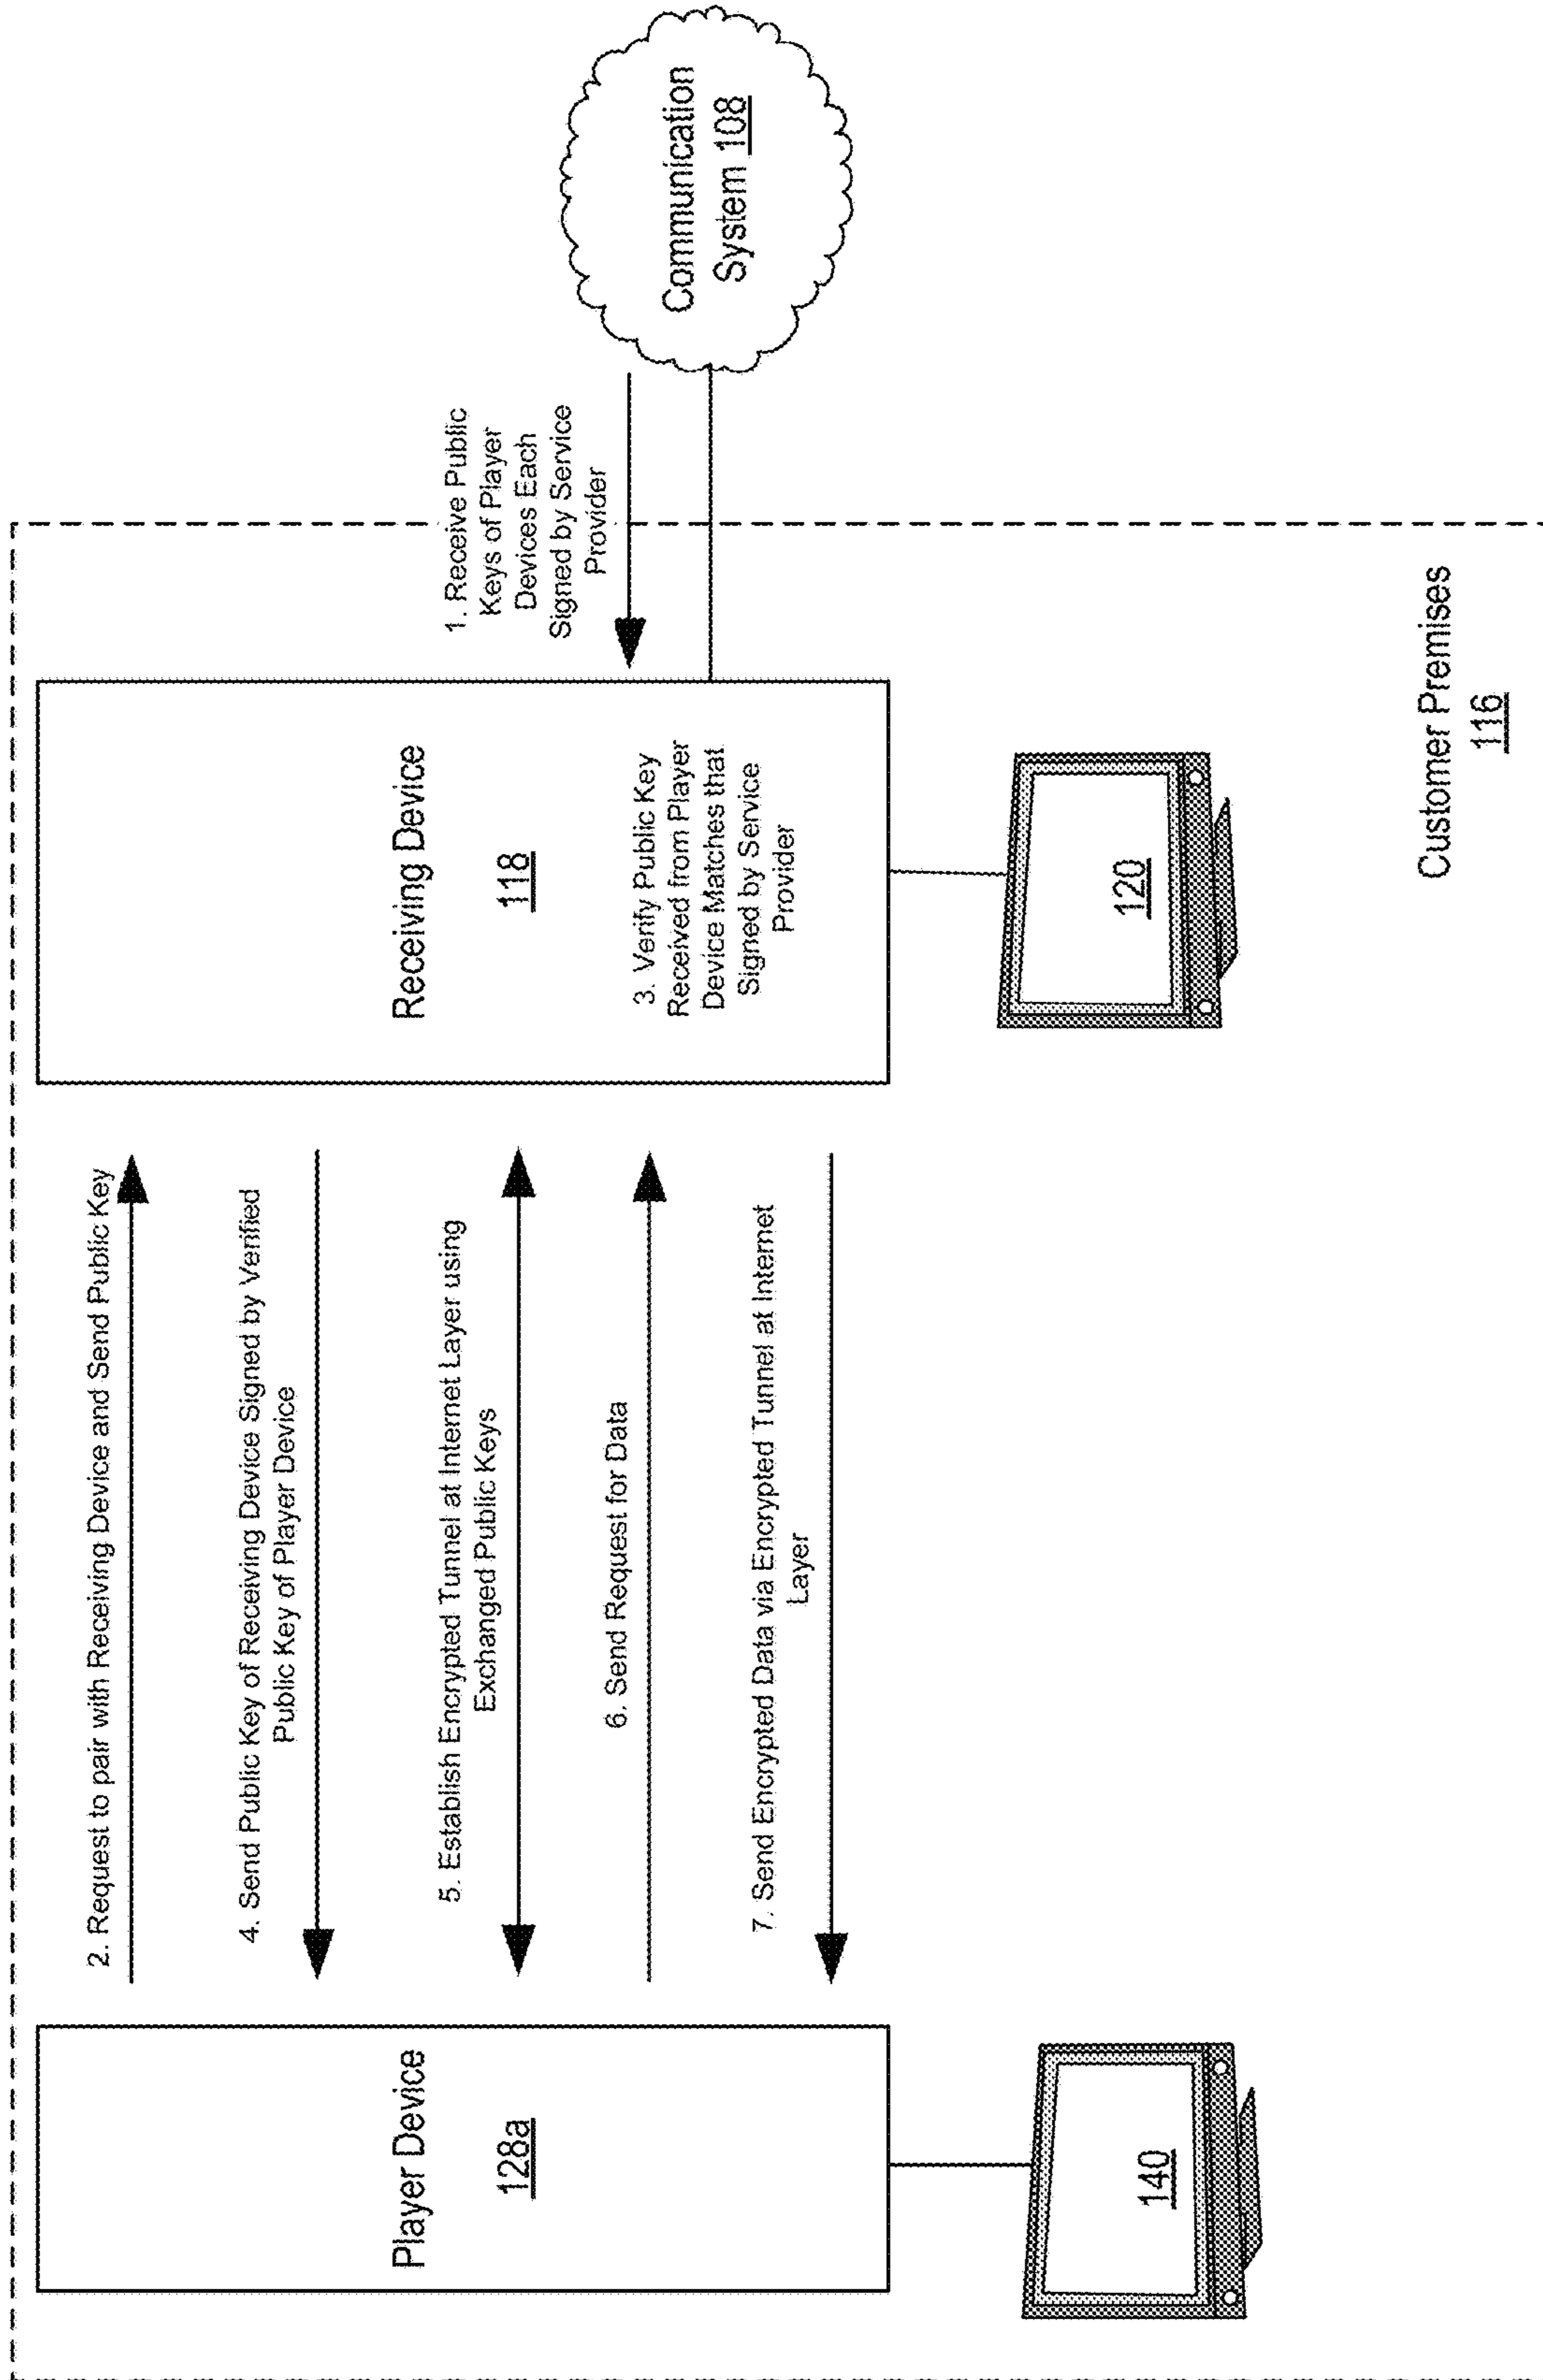 Player Device
128a
140
2. Request to pair with Receiving Device and Send Public Key
4. Send Public Key of Receiving Device Signed by Verified
Public Key of Player Device
5. Establish Encrypted Tunnel at Internet Layer using
Exchanged Public Keys
6. Send Request for Data
7. Send Encrypted Data via Encrypted Tunnel at Internet
Layer
Receiving Device
118
3. Verify Public Key
Received from Player
Device Matches that
Signed by Service
Provider
120
1. Receive Public
Keys of Player
Devices Each
Signed by Service
Provider
Communication
System 108
Customer Premises
116